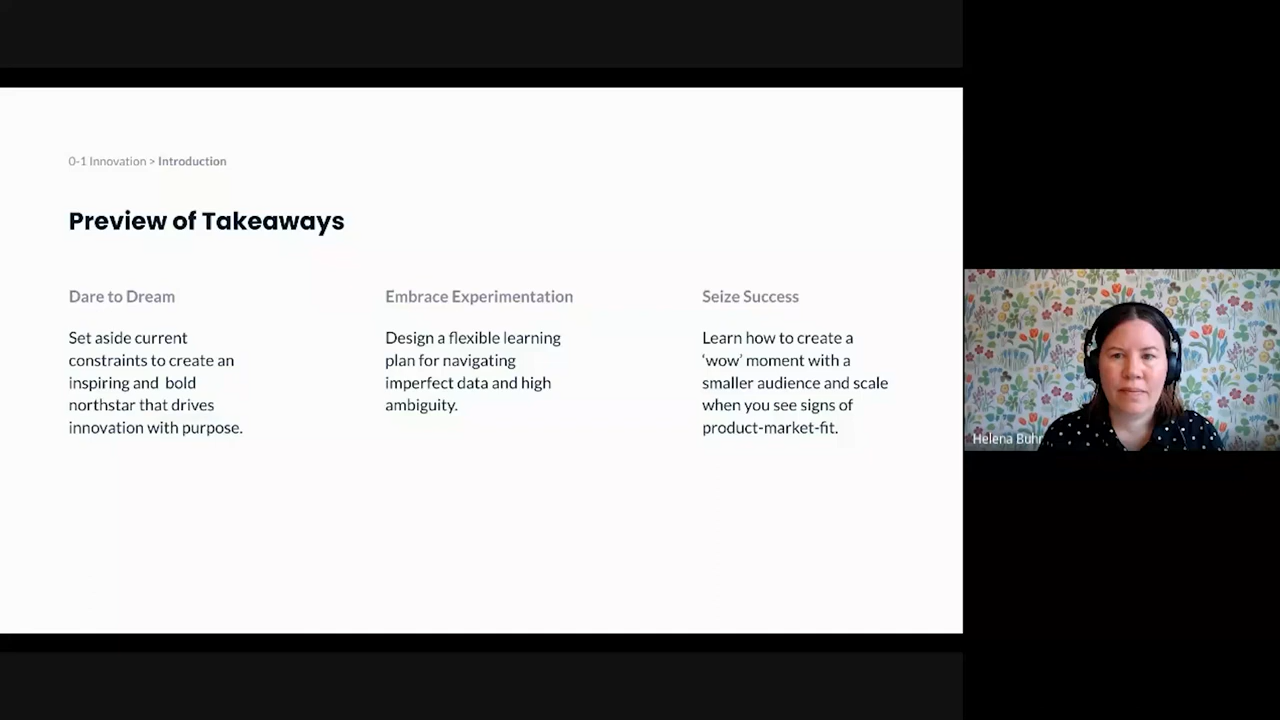 0-1 Innovation > Introduction
Preview of Takeaways
Dare to Dream
Set aside current
constraints to create an
inspiring and  bold
northstar that drives
innovation with purpose.
Embrace Experimentation
Design a flexible learning
plan for navigating
imperfect data and high
ambiguity.
Seize Success
Learn how to create a
‘wow’ moment with a
smaller audience and scale
when you see signs of
product-market-fit.
Helena Buhr